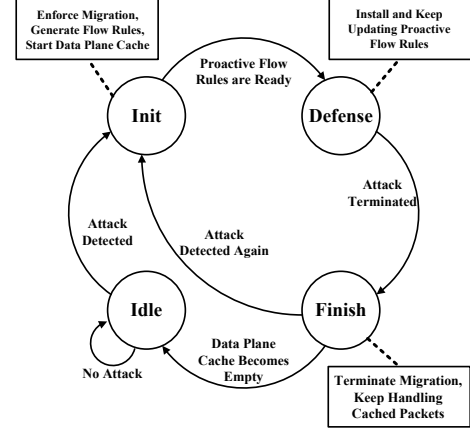 Enforce Migration,
Generate Flow Rules,
Start Data Plane Cache
Install and Keep
Updating Proactive
Flow Rules
Proactive Flow
Rules are Ready
Init
Defense
Attack
Terminated
Attack
Detected
Attack
Detected Again
Idle
Finish
No Attack
Data Plane
Cache Becomes
Empty
Terminate Migration,
Keep Handling
Cached Packets